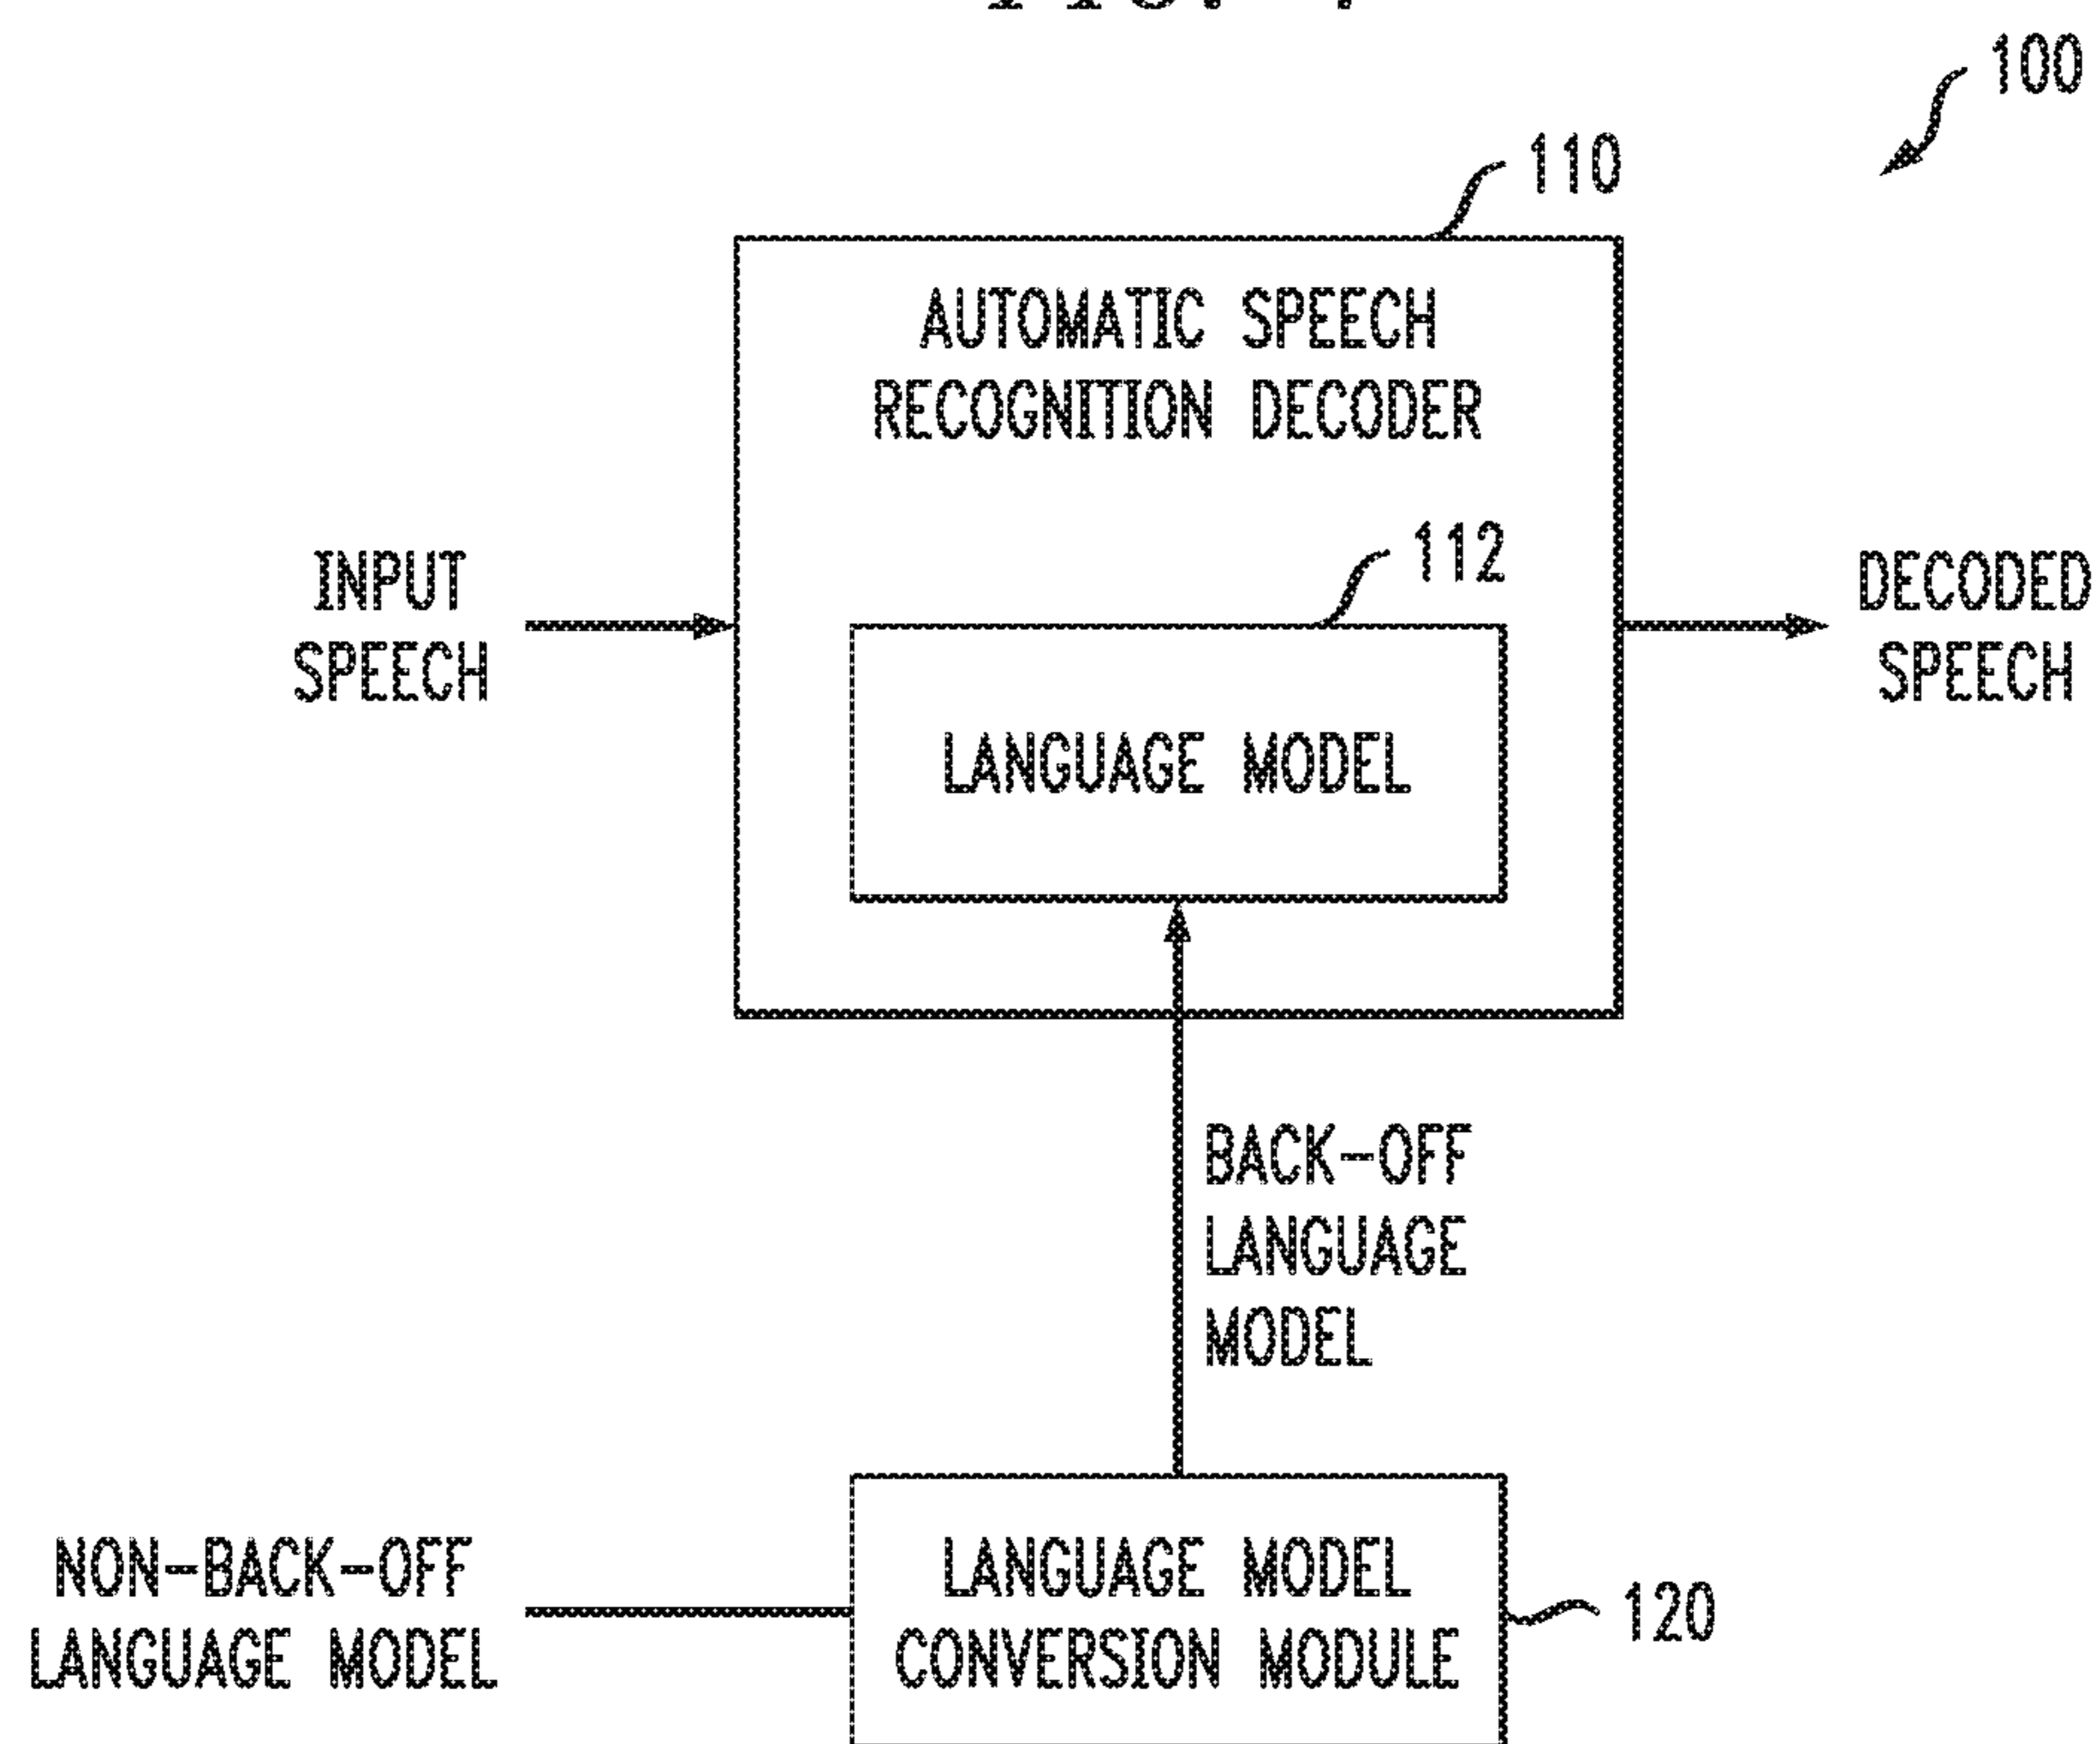 100
110
AUTOMATIC SPEECH
RECOGNITION DECODER
112
INPUT
SPEECH
DECODED
SPEECH
LANGUAGE MODEL
BACK-OFF
LANGUAGE
MODEL
NON-BACK-OFF
LANGUAGE MODEL
LANGUAGE MODEL
CONVERSION MODULE
120